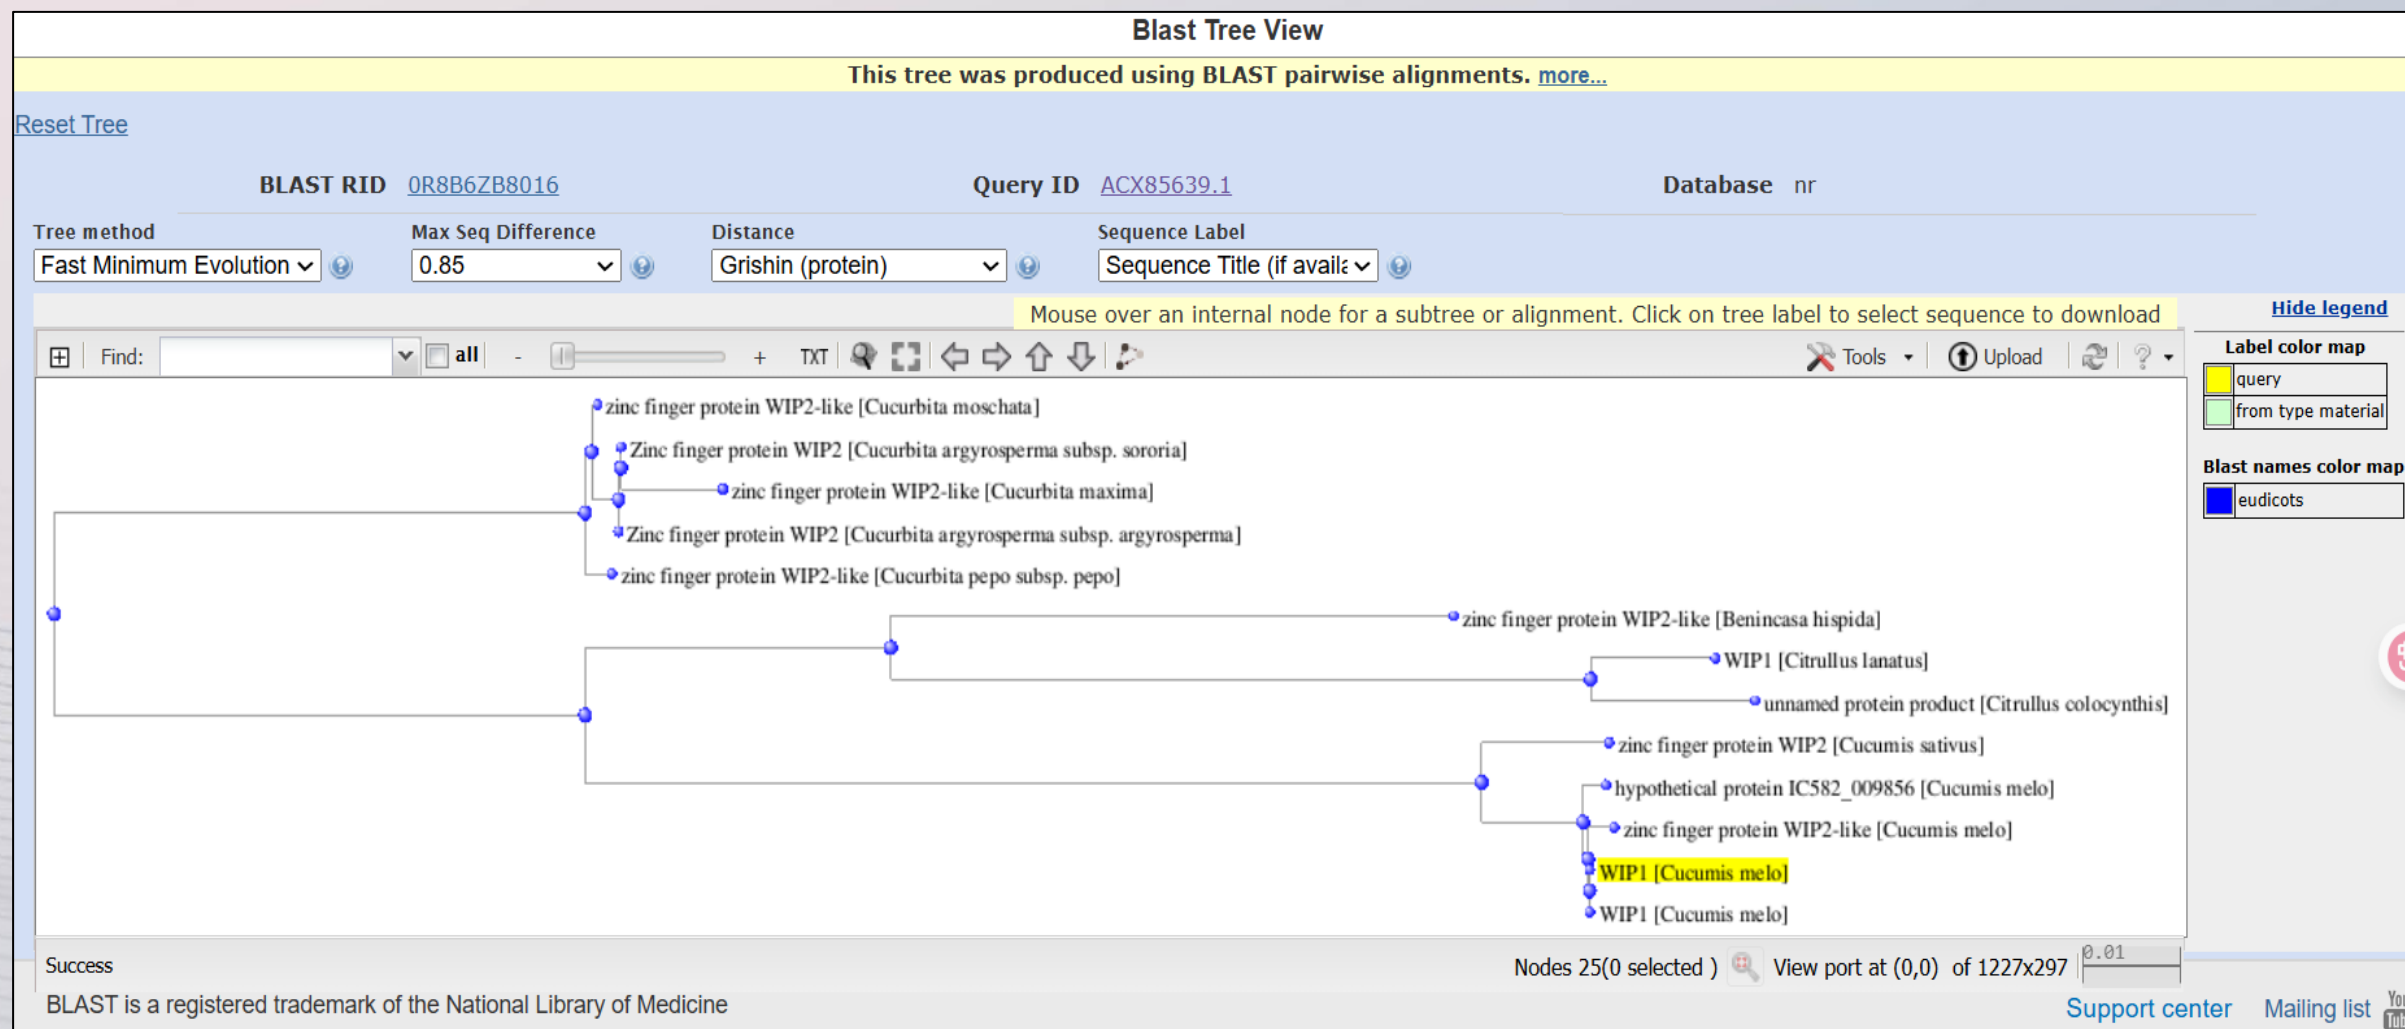 Blast Tree View
This tree was produced using BLAST pairwise alignments. more...
Reset Tree
BLAST RID 0R8B6ZB8016 Query ID ACX85639.1 Database nr
Tree method Max Seq Difference Distance Sequence Label
Fast Minimum Evolution 0.85 Grishin (protein) Sequence Title (if availa
Mouse over an internal node for a subtree or alignment. Click on tree label to select sequence to download
Hide legend
Find: all - + TXT Tools Upload ?
Label color map
query
from type material
Blast names color map
eudicots
zinc finger protein WIP2-like [Cucurbita moschata]
Zinc finger protein WIP2 [Cucurbita argyrosperma subsp. sororia]
zinc finger protein WIP2-like [Cucurbita maxima]
Zinc finger protein WIP2 [Cucurbita argyrosperma subsp. argyrosperma]
zinc finger protein WIP2-like [Cucurbita pepo subsp. pepo]
zinc finger protein WIP2-like [Benincasa hispida]
WIP1 [Citrullus lanatus]
unnamed protein product [Citrullus colocynthis]
zinc finger protein WIP2 [Cucumis sativus]
hypothetical protein IC582_009856 [Cucumis melo]
zinc finger protein WIP2-like [Cucumis melo]
WIP1 [Cucumis melo]
WIP1 [Cucumis melo]
Success Nodes 25(0 selected ) View port at (0,0) of 1227x297 0.01
BLAST is a registered trademark of the National Library of Medicine
Support center Mailing list